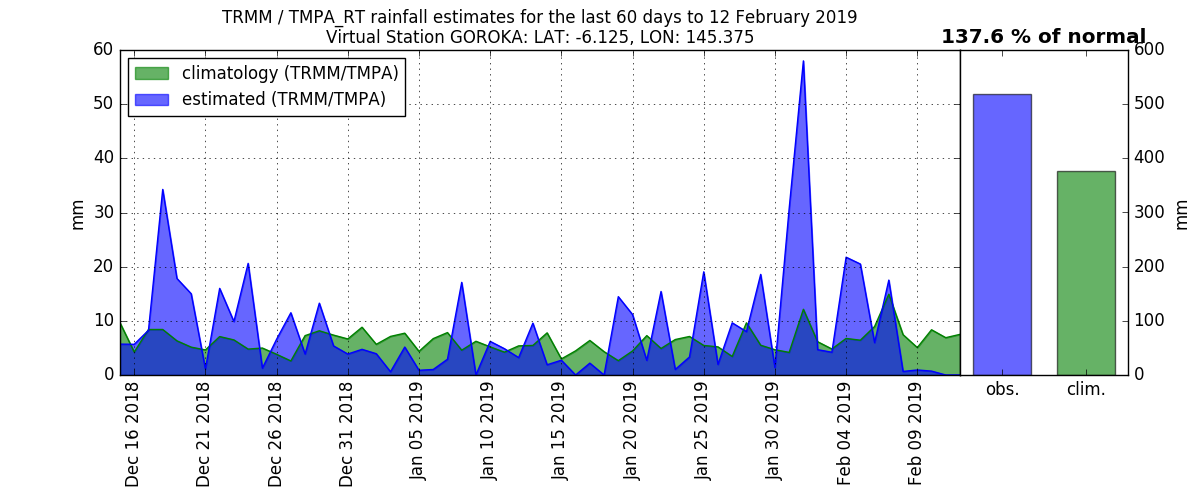 TRMM / TMPA_RT rainfall estimates for the last 60 days to 12 February 2019
Virtual Station GOROKA: LAT: -6.125, LON: 145.375
137.6 % of normal
climatology (TRMM/TMPA)
estimated (TRMM/TMPA)
60
50
40
30
20
10
0
mm
Dec 16 2018
Dec 21 2018
Dec 26 2018
Dec 31 2018
Jan 05 2019
Jan 10 2019
Jan 15 2019
Jan 20 2019
Jan 25 2019
Jan 30 2019
Feb 04 2019
Feb 09 2019
obs.
clim.
600
500
400
300
200
100
0
mm